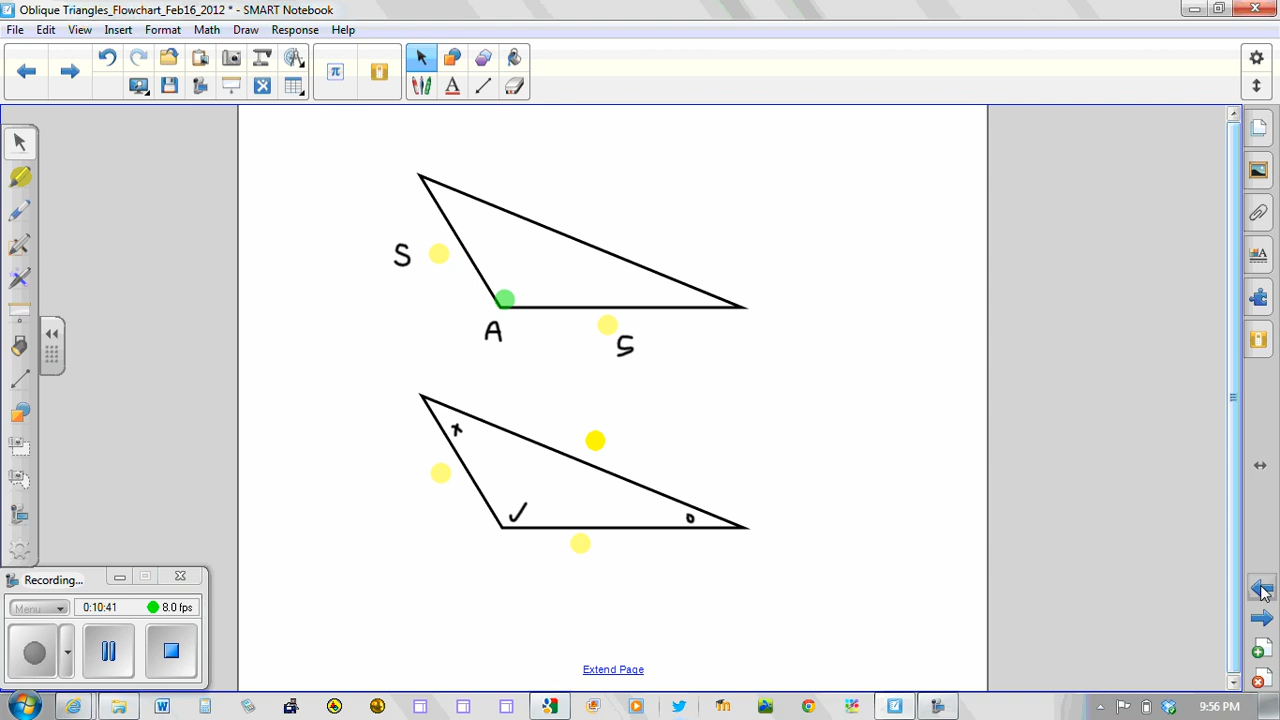 Oblique Triangles_Flowchart_Feb16_2012 * - SMART Notebook
File Edit View Insert Format Math Draw Response Help
π
A
S
A
S
x
✓
o
Extend Page
Recording...
Menu
0:10:41
8.0 fps
9:56 PM